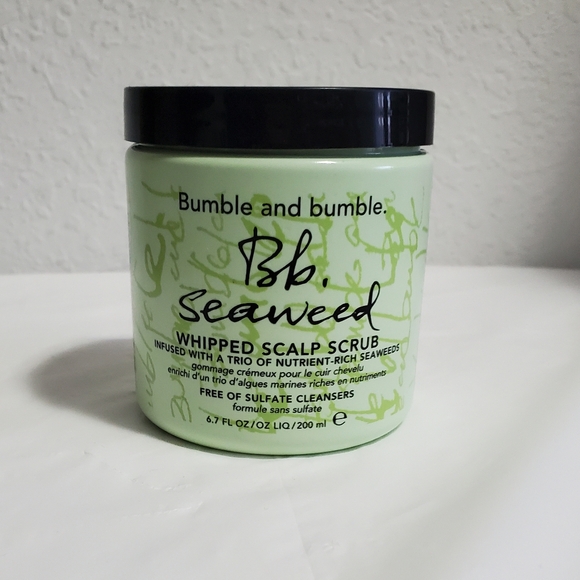 Bumble and bumble.
Bb.
seaweed
WHIPPED SCALP SCRUB
INFUSED WITH A TRIO OF NUTRIENT-RICH SEAWEEDS
gommage crémeux pour le cuir chevelu
enrichi d'un trio d'algues marines riches en nutriments
FREE OF SULFATE CLEANSERS
formule sans sulfate
6.7 FL OZ/OZ LIQ/200 ml e